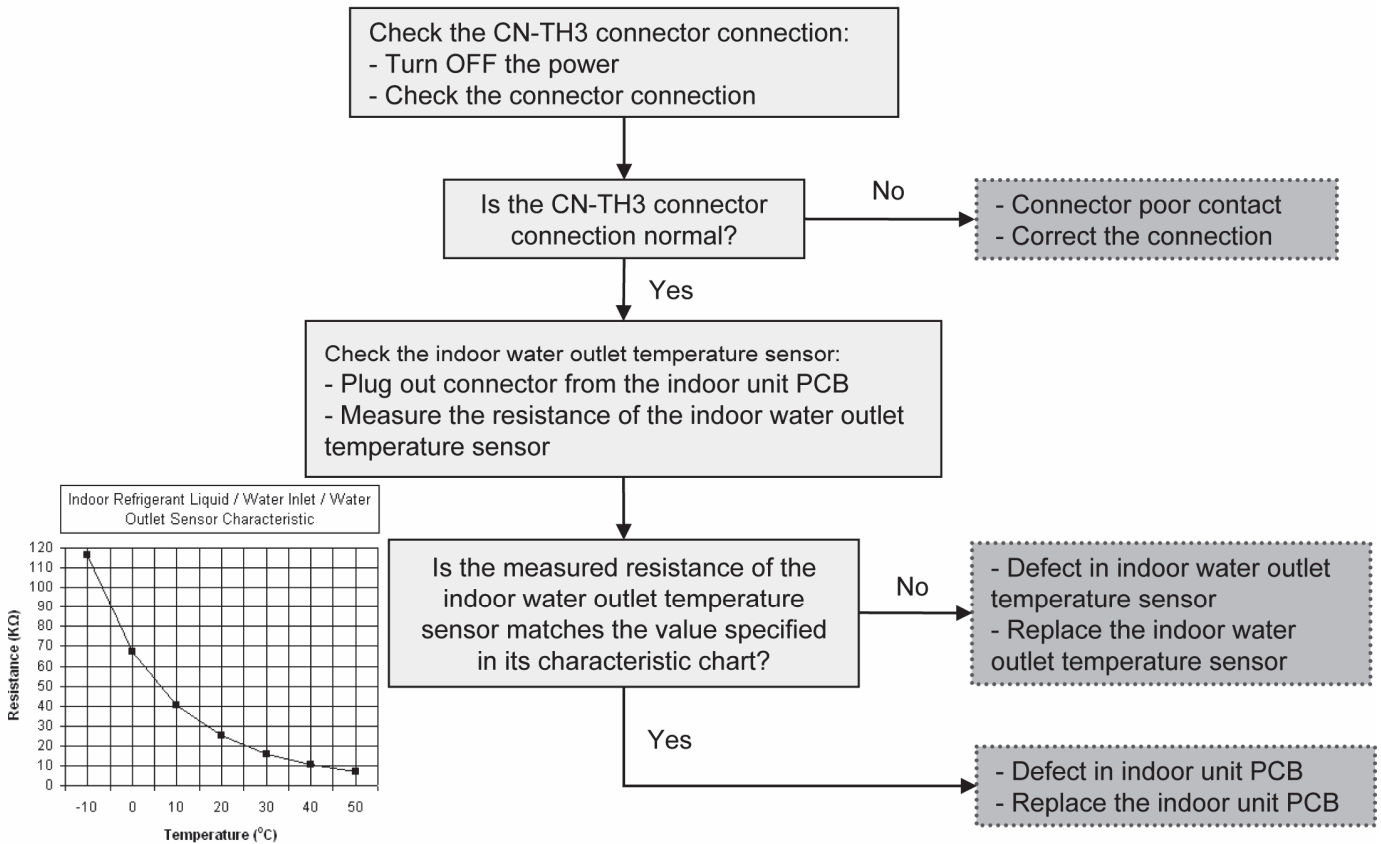 Check the CN-TH3 connector connection:
- Turn OFF the power
- Check the connector connection
Is the CN-TH3 connector
connection normal?
No
- Connector poor contact
- Correct the connection
Yes
Check the indoor water outlet temperature sensor:
- Plug out connector from the indoor unit PCB
- Measure the resistance of the indoor water outlet
temperature sensor
Indoor Refrigerant Liquid / Water Inlet / Water
Outlet Sensor Characteristic
120
110
100
90
80
70
60
50
40
30
20
10
0
Resistance (KΩ)
-10 0 10 20 30 40 50
Temperature (⁰C)
Is the measured resistance of the
indoor water outlet temperature
sensor matches the value specified
in its characteristic chart?
No
- Defect in indoor water outlet
temperature sensor
- Replace the indoor water
outlet temperature sensor
Yes
- Defect in indoor unit PCB
- Replace the indoor unit PCB